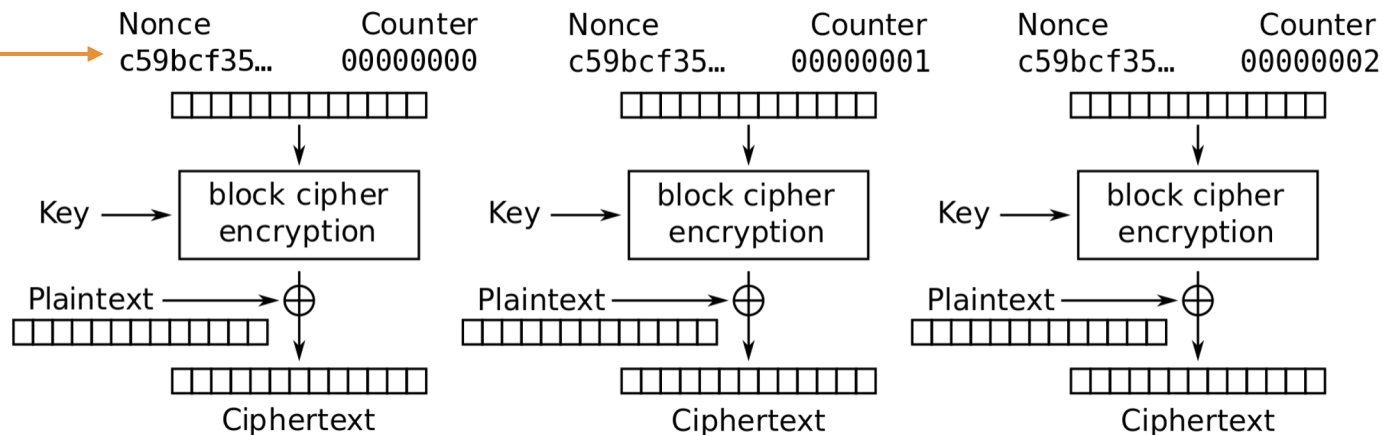 Nonce Counter Nonce Counter Nonce Counter
c59bcf35… 00000000 c59bcf35… 00000001 c59bcf35… 00000002
Key block cipher encryption Key block cipher encryption Key block cipher encryption
Plaintext Plaintext Plaintext
Ciphertext Ciphertext Ciphertext